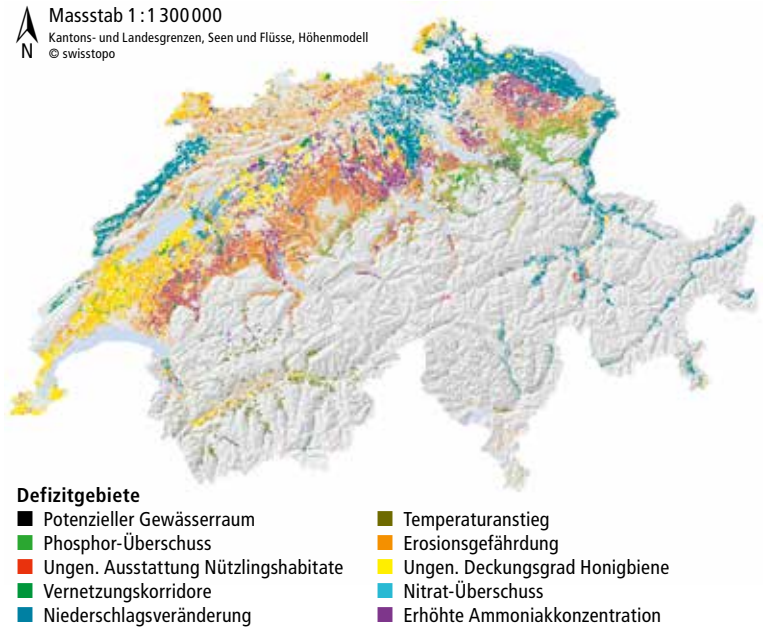 Massstab 1:1 300 000
Kantons- und Landesgrenzen, Seen und Flüsse, Höhenmodell
© swisstopo
N
Defizitgebiete
Potenzieller Gewässerraum
Phosphor-Überschuss
Ungen. Ausstattung Nützlingshabitate
Vernetzungskorridore
Niederschlagsveränderung
Temperaturanstieg
Erosionsgefährdung
Ungen. Deckungsgrad Honigbiene
Nitrat-Überschuss
Erhöhte Ammoniakkonzentration